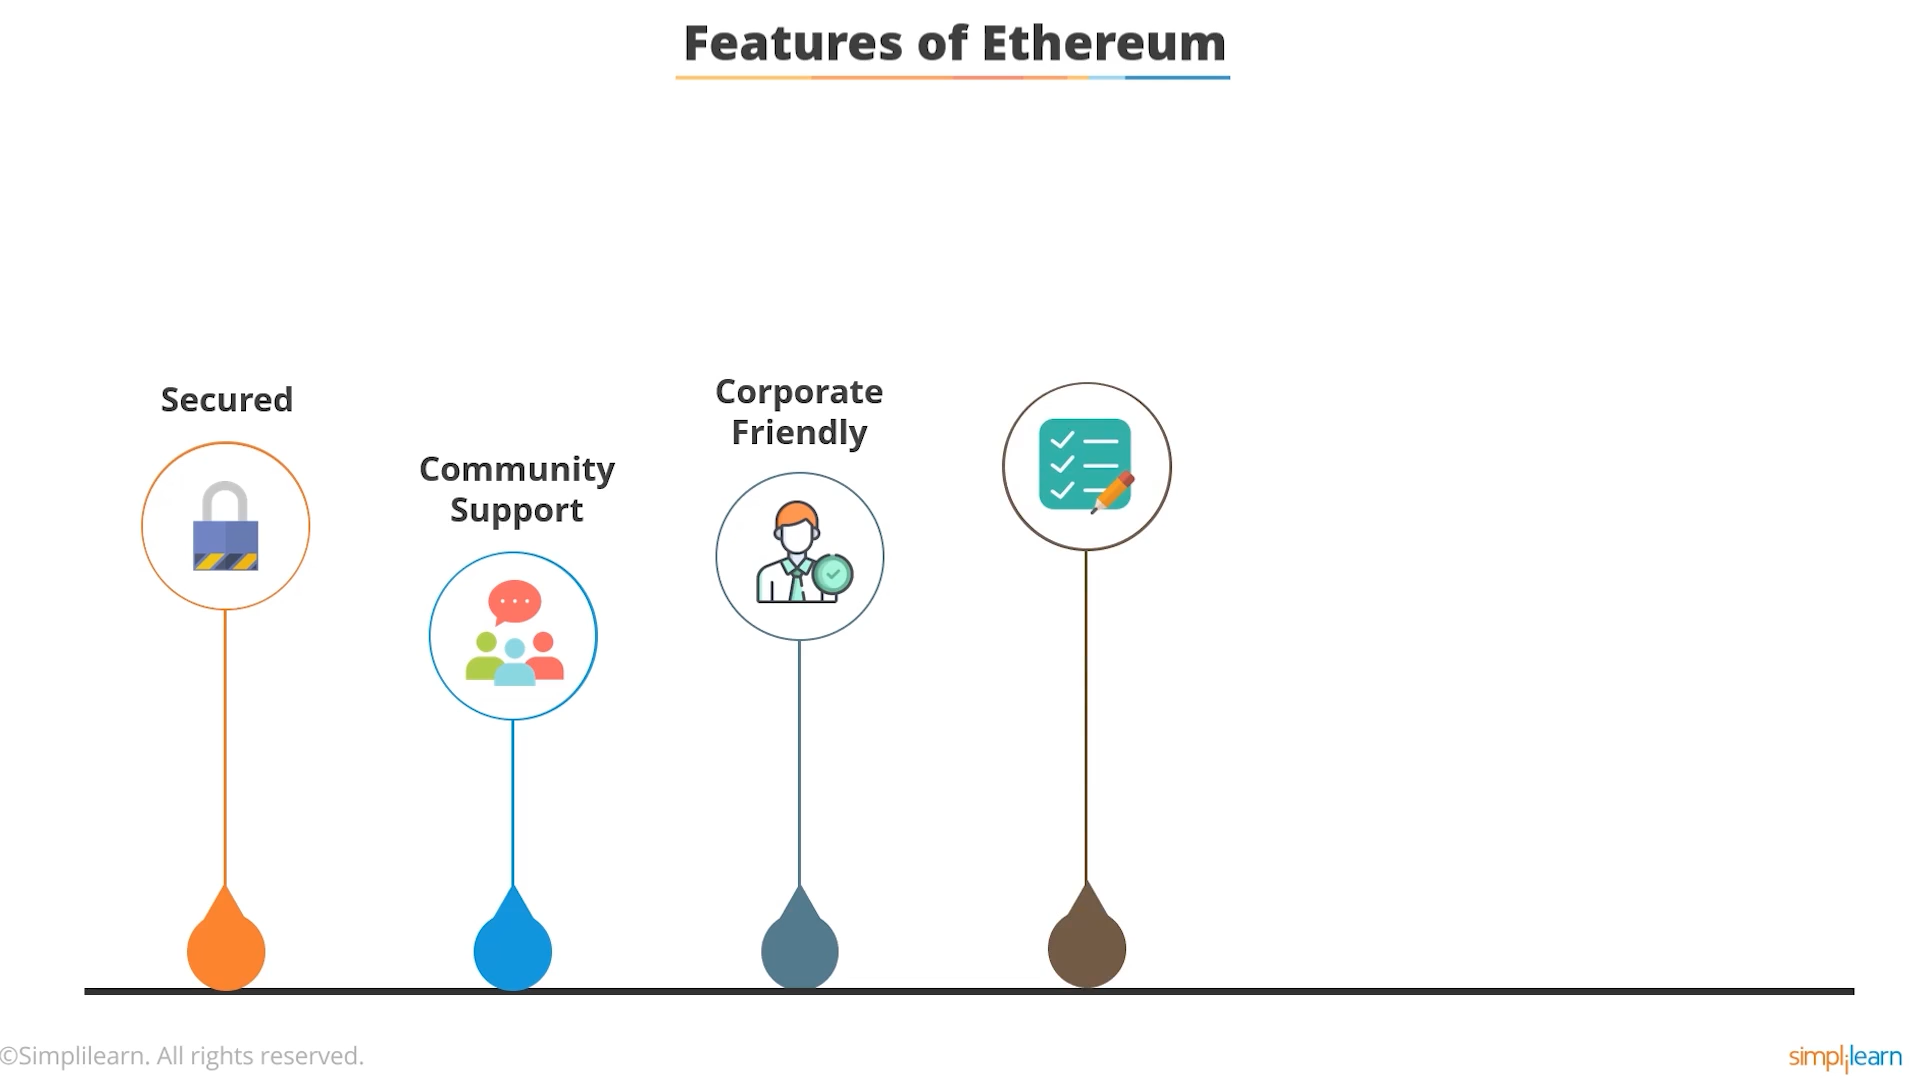 Features of Ethereum
Secured
Community
Support
Corporate
Friendly
©Simplilearn. All rights reserved.
simplilearn